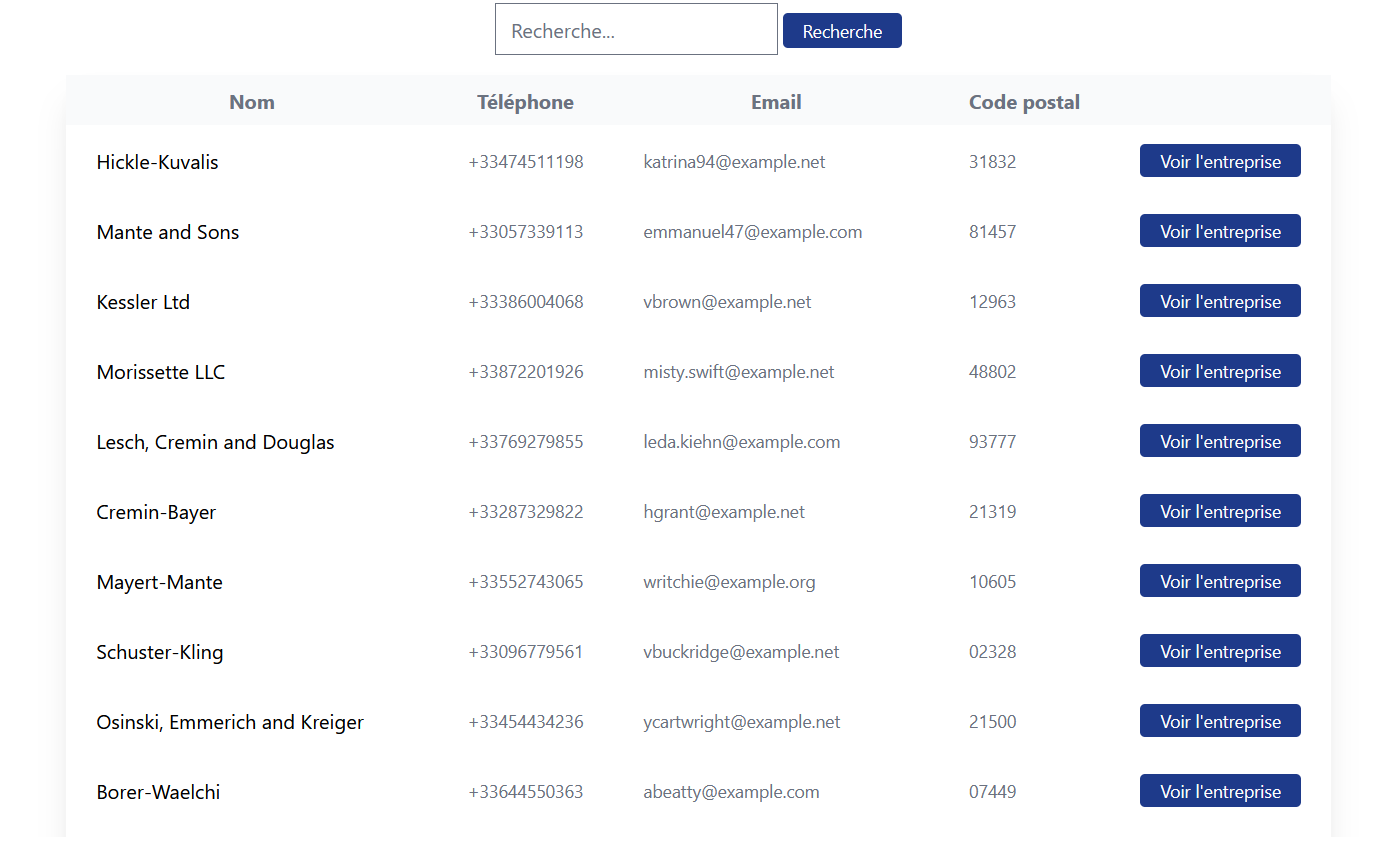 Recherche... Recherche
Nom Téléphone Email Code postal
Hickle-Kuvalis +33474511198 katrina94@example.net 31832 Voir l'entreprise
Mante and Sons +33057339113 emmanuel47@example.com 81457 Voir l'entreprise
Kessler Ltd +33386004068 vbrown@example.net 12963 Voir l'entreprise
Morissette LLC +33872201926 misty.swift@example.net 48802 Voir l'entreprise
Lesch, Cremin and Douglas +33769279855 leda.kiehn@example.com 93777 Voir l'entreprise
Cremin-Bayer +33287329822 hgrant@example.net 21319 Voir l'entreprise
Mayert-Mante +33552743065 writchie@example.org 10605 Voir l'entreprise
Schuster-Kling +33096779561 vbuckridge@example.net 02328 Voir l'entreprise
Osinski, Emmerich and Kreiger +33454434236 ycartwright@example.net 21500 Voir l'entreprise
Borer-Waelchi +33644550363 abeatty@example.com 07449 Voir l'entreprise